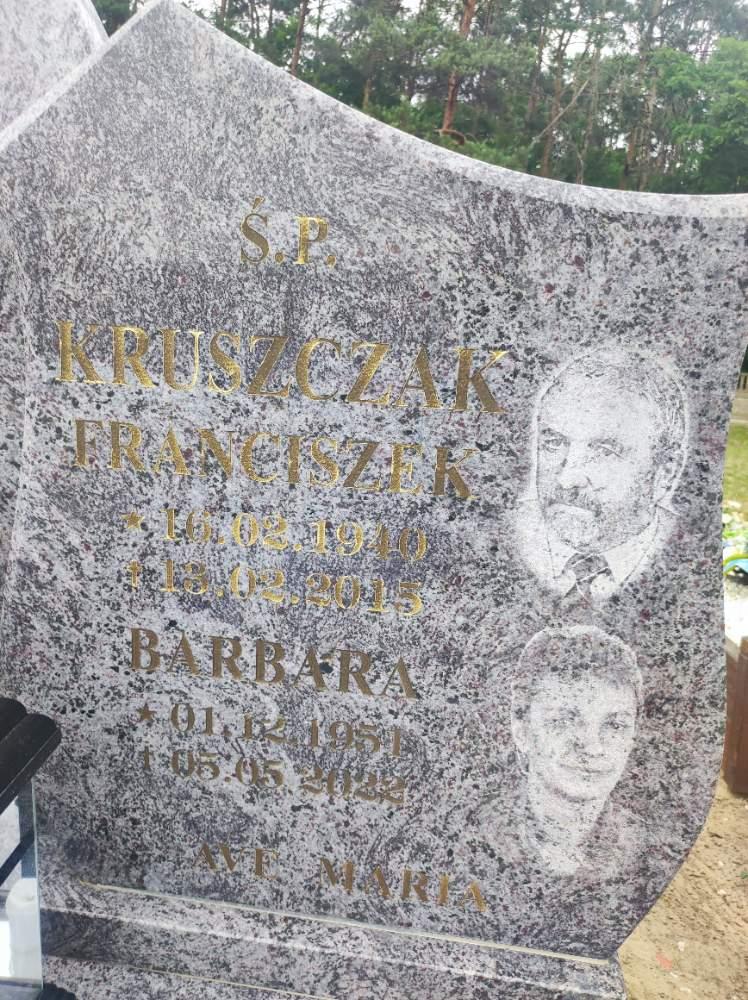 Ś.P.
KRUSZCZAK
FRANCISZEK
★ 16.02.1940
† 13.02.2015
BARBARA
★ 01.12.1951
† 05.05.2022
AVE MARIA